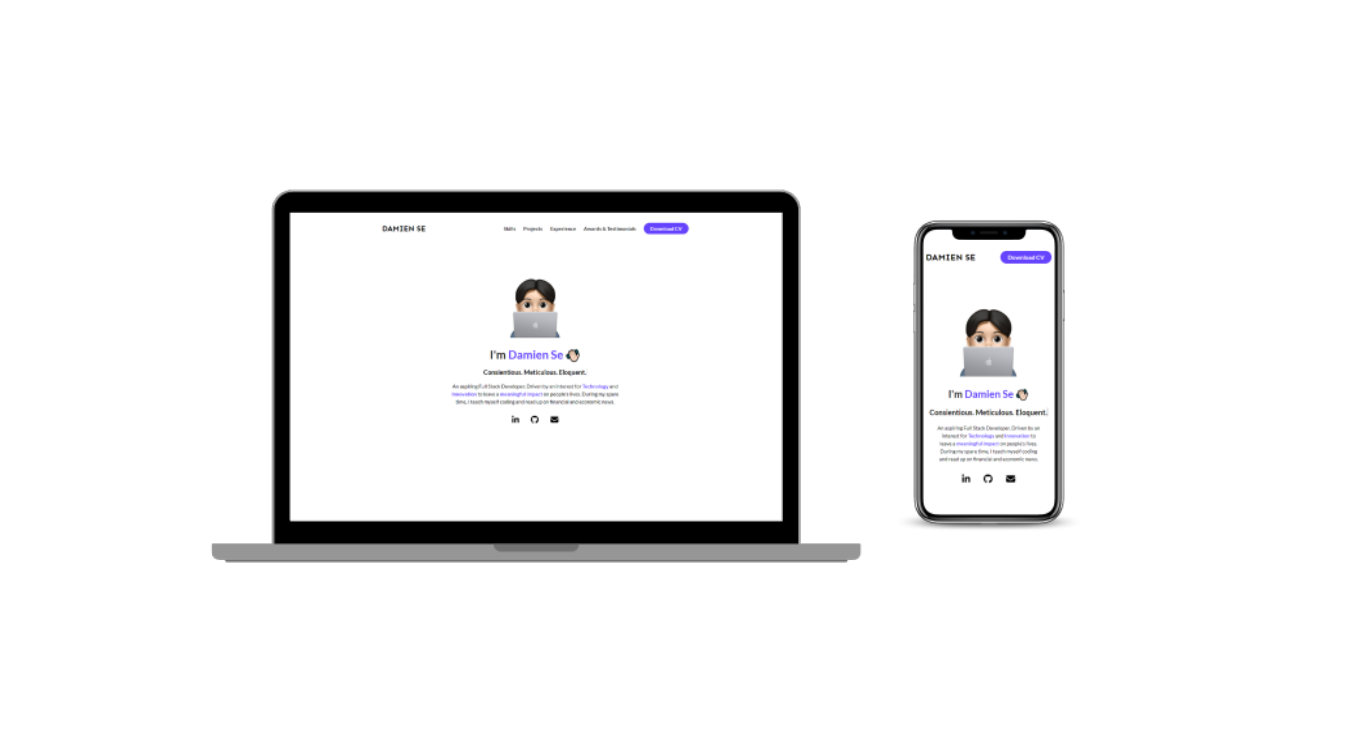 DAMIEN SE
Skills Projects Experience Awards & Testimonials Download CV
I'm Damien Se
Consientious. Meticulous. Eloquent.
An aspiring Full Stack Developer. Driven by an Interest for Technology and
Innovation to leave a meaningful impact on people's lives. During my spare
time, I teach myself coding and read up on financial and economic news.
in
DAMIEN SE Download CV
I'm Damien Se
Consientious. Meticulous. Eloquent.
An aspiring Full Stack Developer. Driven by an
Interest for Technology and Innovation to
leave a meaningful impact on people's lives.
During my spare time, I teach myself coding
and read up on financial and economic news.
in